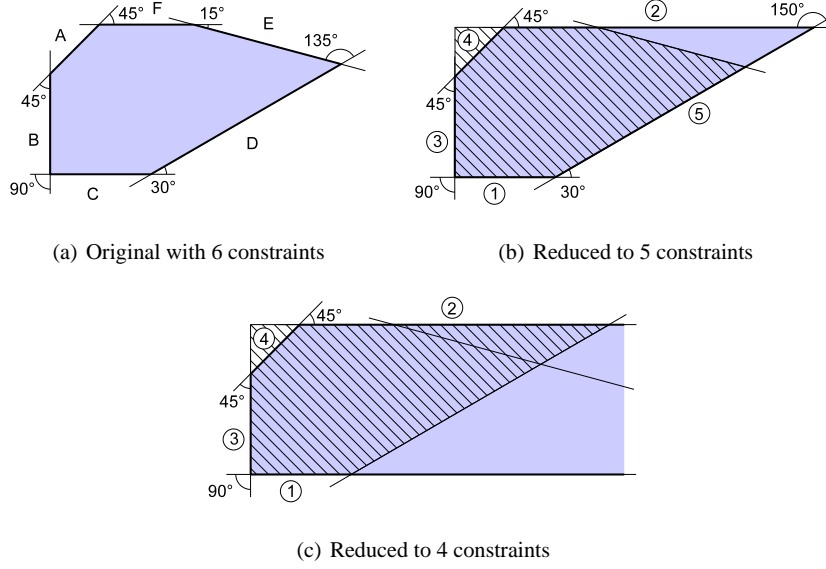 45° F 15° E 135°
A
45°
B
D
90° C 30°
(a) Original with 6 constraints
45° ② 150°
④
45°
③ ⑤
90° ① 30°
(b) Reduced to 5 constraints
45° ②
④
45°
③
90° ①
(c) Reduced to 4 constraints